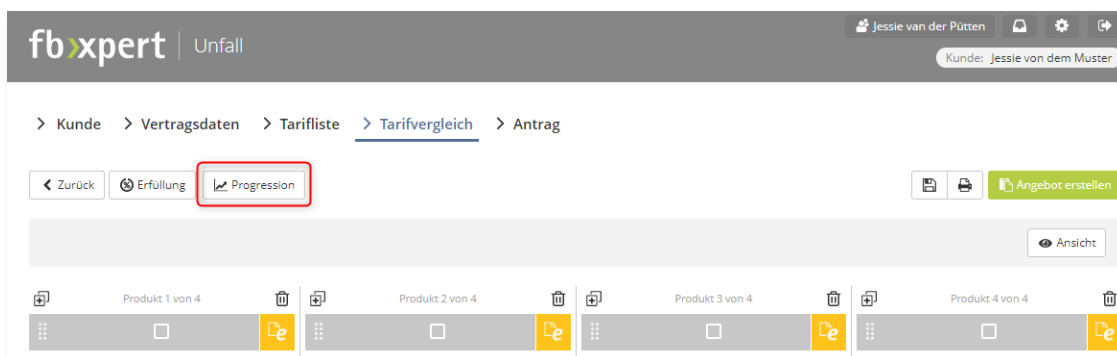 fb xpert | Unfall
Jessie van der Pütten
Kunde: Jessie von dem Muster
> Kunde > Vertragsdaten > Tarifliste > Tarifvergleich > Antrag
Zurück Erfüllung Progression Angebot erstellen
Ansicht
Produkt 1 von 4 Produkt 2 von 4 Produkt 3 von 4 Produkt 4 von 4
e e e e